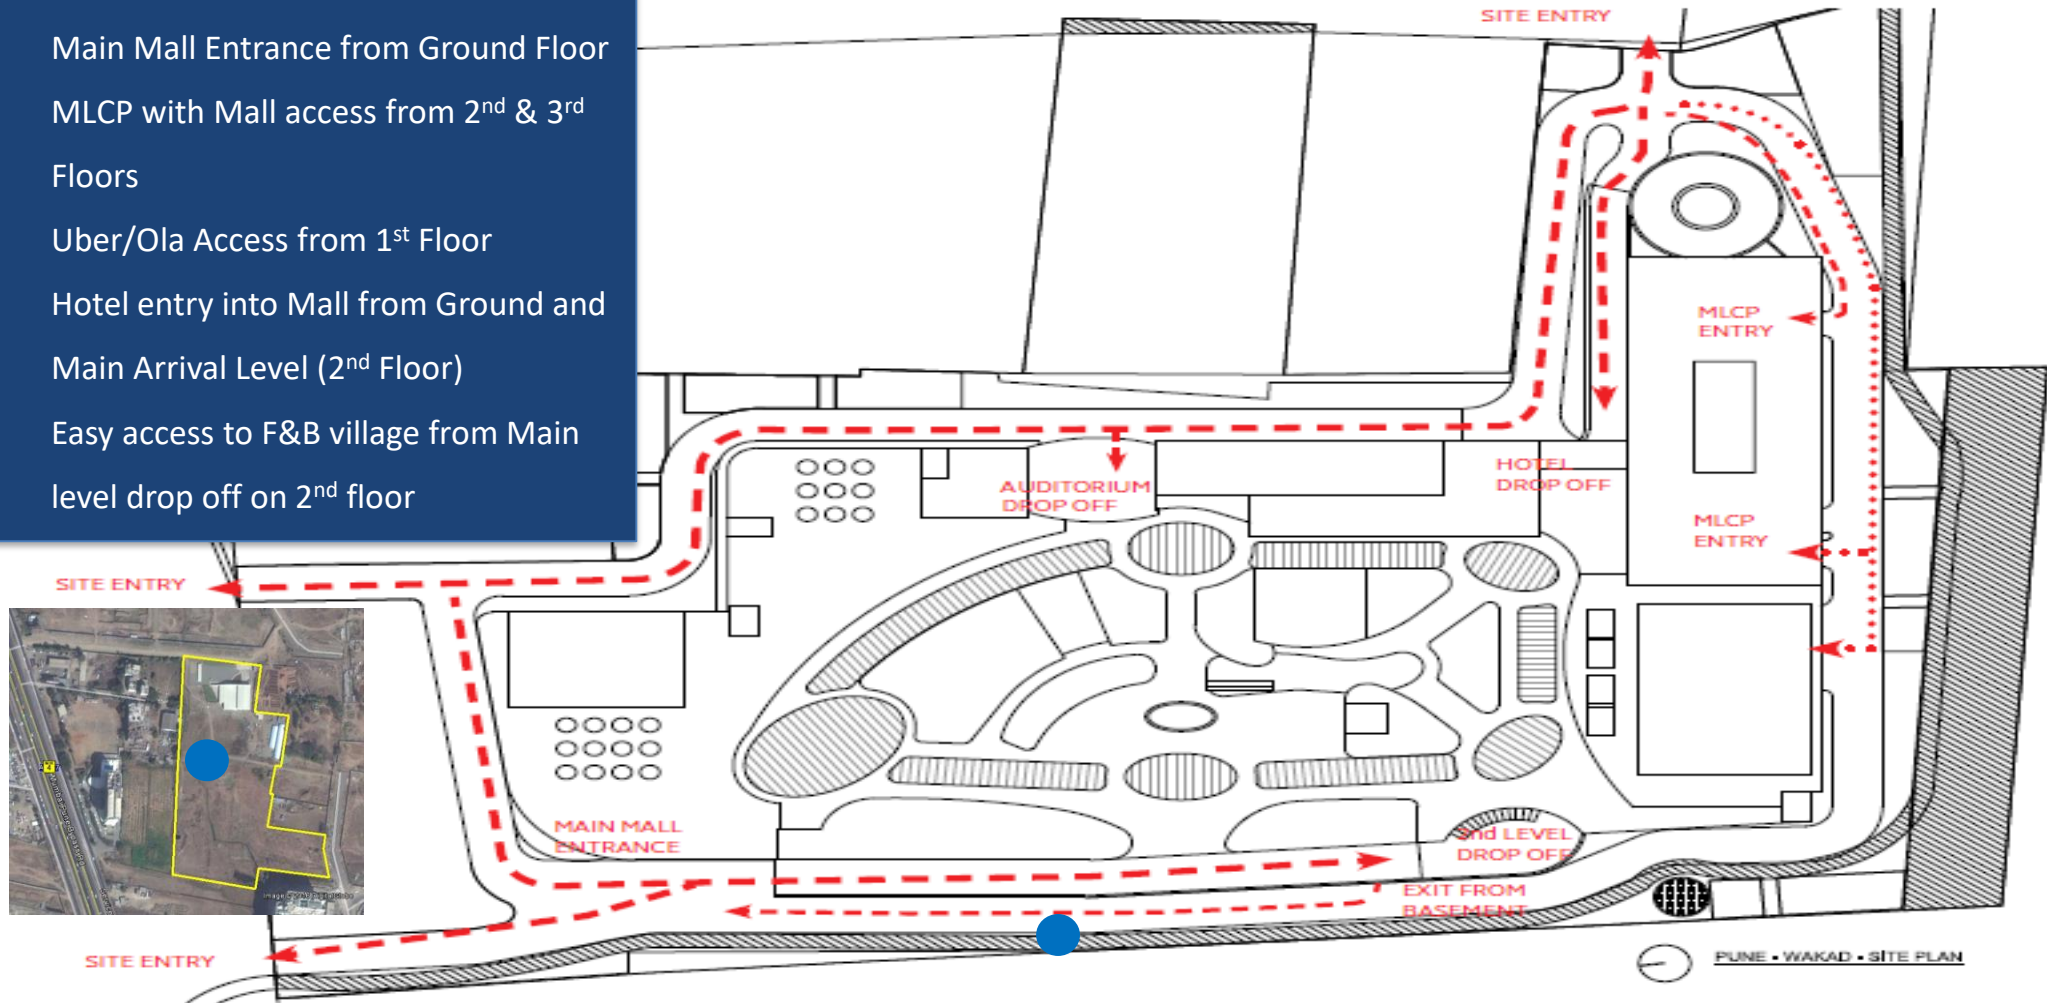 Main Mall Entrance from Ground Floor
MLCP with Mall access from 2nd & 3rd
Floors
Uber/Ola Access from 1st Floor
Hotel entry into Mall from Ground and
Main Arrival Level (2nd Floor)
Easy access to F&B village from Main
level drop off on 2nd floor
SITE ENTRY
MLCP
ENTRY
HOTEL
DROP OFF
AUDITORIUM
DROP OFF
MLCP
ENTRY
SITE ENTRY
MAIN MALL
ENTRANCE
2nd LEVEL
DROP OFF
EXIT FROM
BASEMENT
SITE ENTRY
PUNE • WAKAD • SITE PLAN